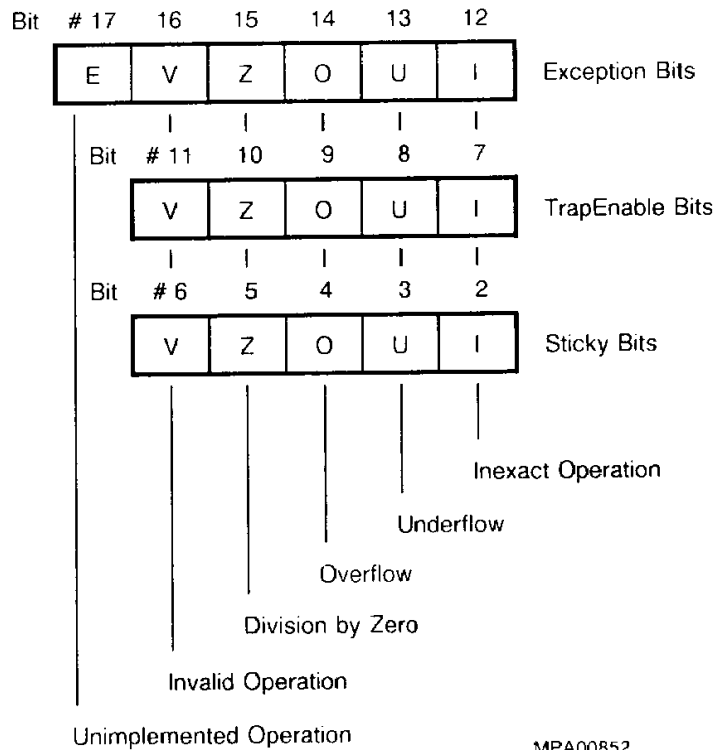 Bit # 17 16 15 14 13 12
E V Z O U I Exception Bits
Bit # 11 10 9 8 7
V Z O U I TrapEnable Bits
Bit # 6 5 4 3 2
V Z O U I Sticky Bits
Inexact Operation
Underflow
Overflow
Division by Zero
Invalid Operation
Unimplemented Operation
MPA00852